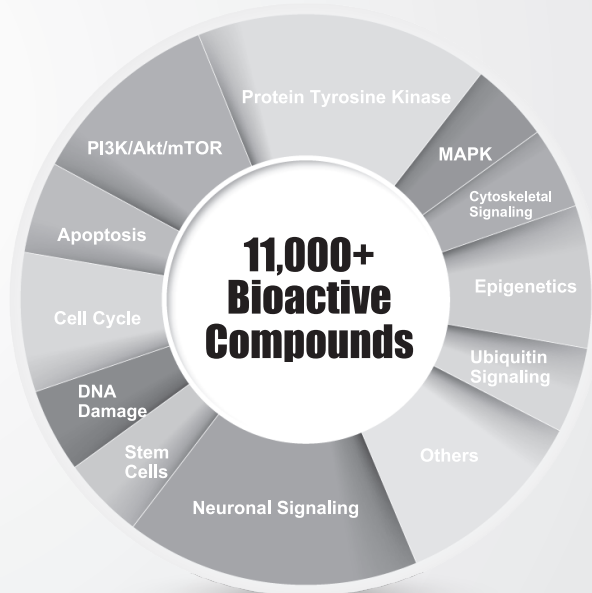 Protein Tyrosine Kinase
MAPK
Cytoskeletal
Signaling
Epigenetics
Ubiquitin
Signaling
Others
Neuronal Signaling
Stem
Cells
DNA
Damage
Cell Cycle
Apoptosis
PI3K/Akt/mTOR
11,000+
Bioactive
Compounds